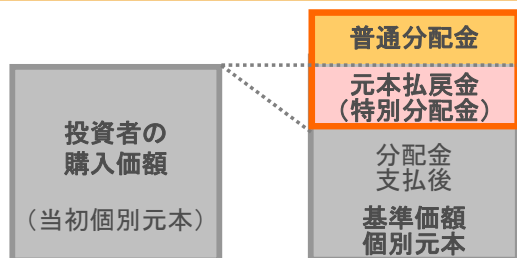 投資者の
購入価額
（当初個別元本）
普通分配金
元本払戻金
（特別分配金）
分配金
支払後
基準価額
個別元本